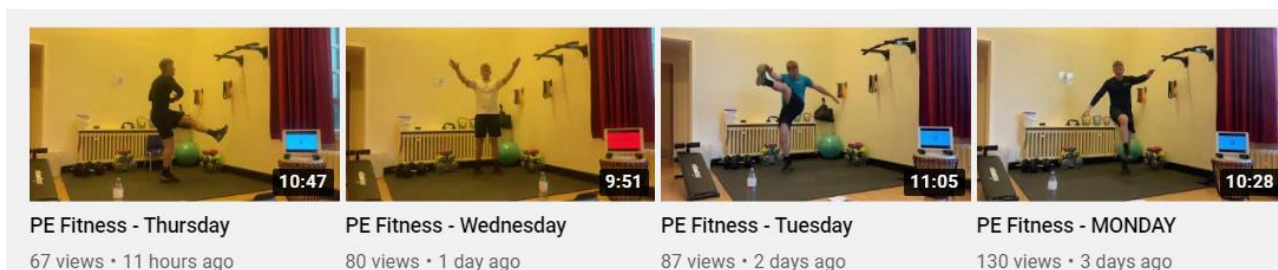 10:47
9:51
11:05
10:28
PE Fitness - Thursday
PE Fitness - Wednesday
PE Fitness - Tuesday
PE Fitness - MONDAY
67 views • 11 hours ago
80 views • 1 day ago
87 views • 2 days ago
130 views • 3 days ago